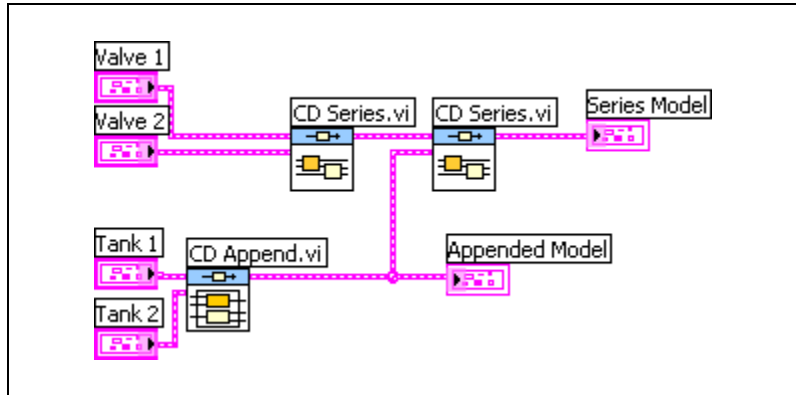 Valve 1
Valve 2
CD Series.vi
CD Series.vi
Series Model
Tank 1
CD Append.vi
Appended Model
Tank 2